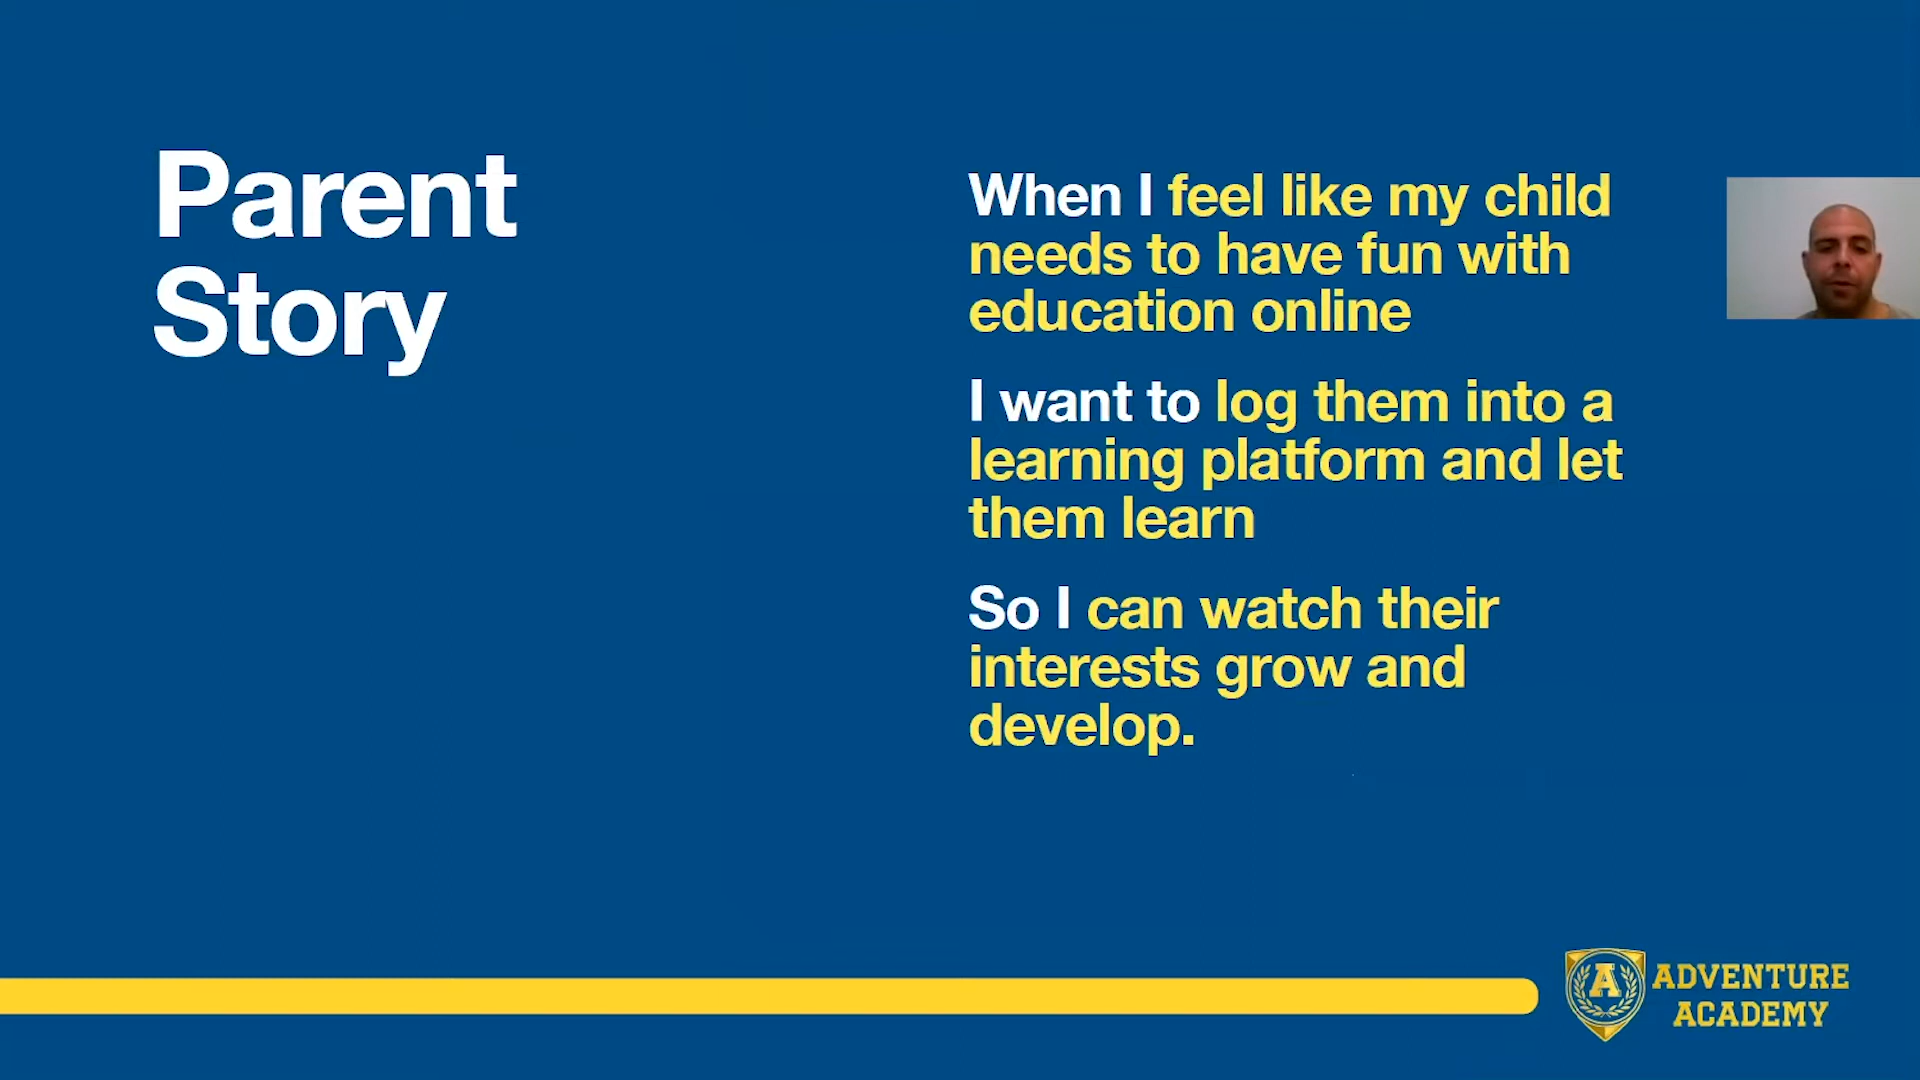 Parent
Story
When I feel like my child
needs to have fun with
education online
I want to log them into a
learning platform and let
them learn
So I can watch their
interests grow and
develop.
A
ADVENTURE
ACADEMY